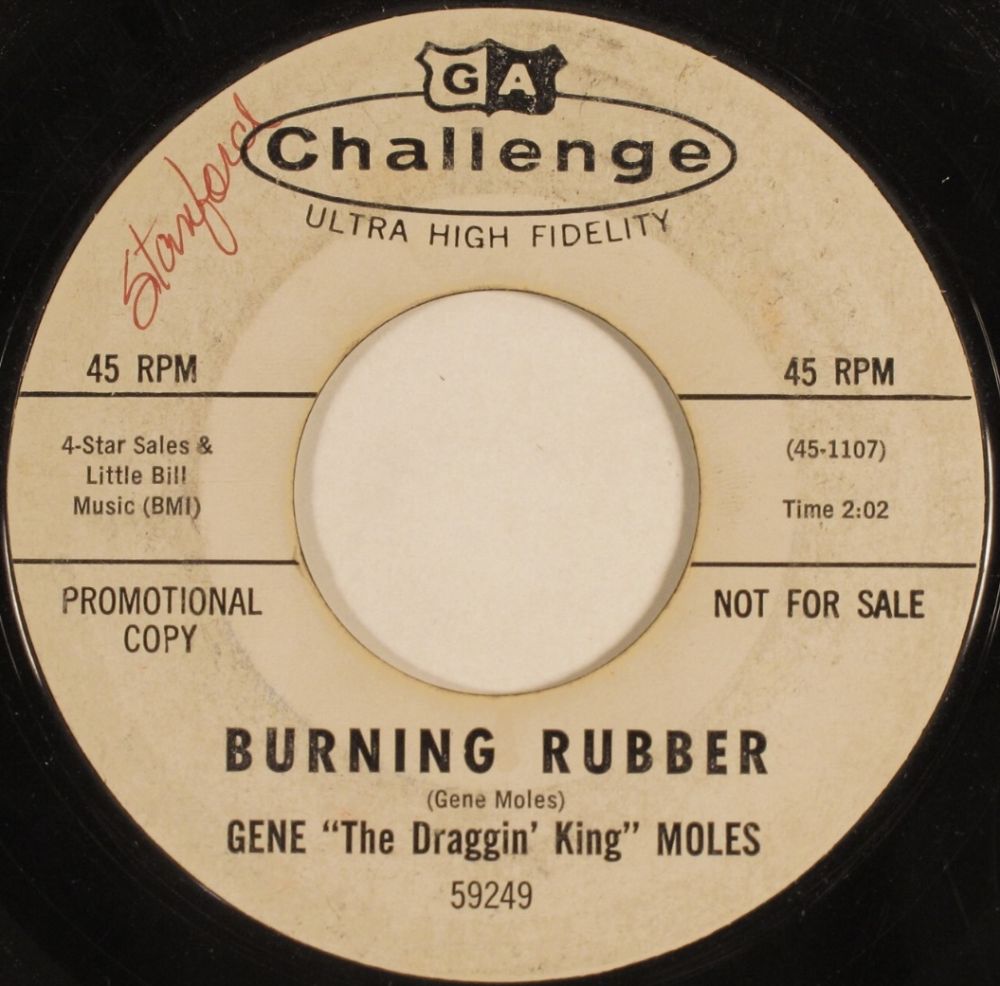 G A
Challenge
ULTRA HIGH FIDELITY
Stanford
45 RPM
45 RPM
4-Star Sales &
Little Bill
Music (BMI)
(45-1107)
Time 2:02
PROMOTIONAL
COPY
NOT FOR SALE
BURNING RUBBER
(Gene Moles)
GENE “The Draggin’ King” MOLES
59249